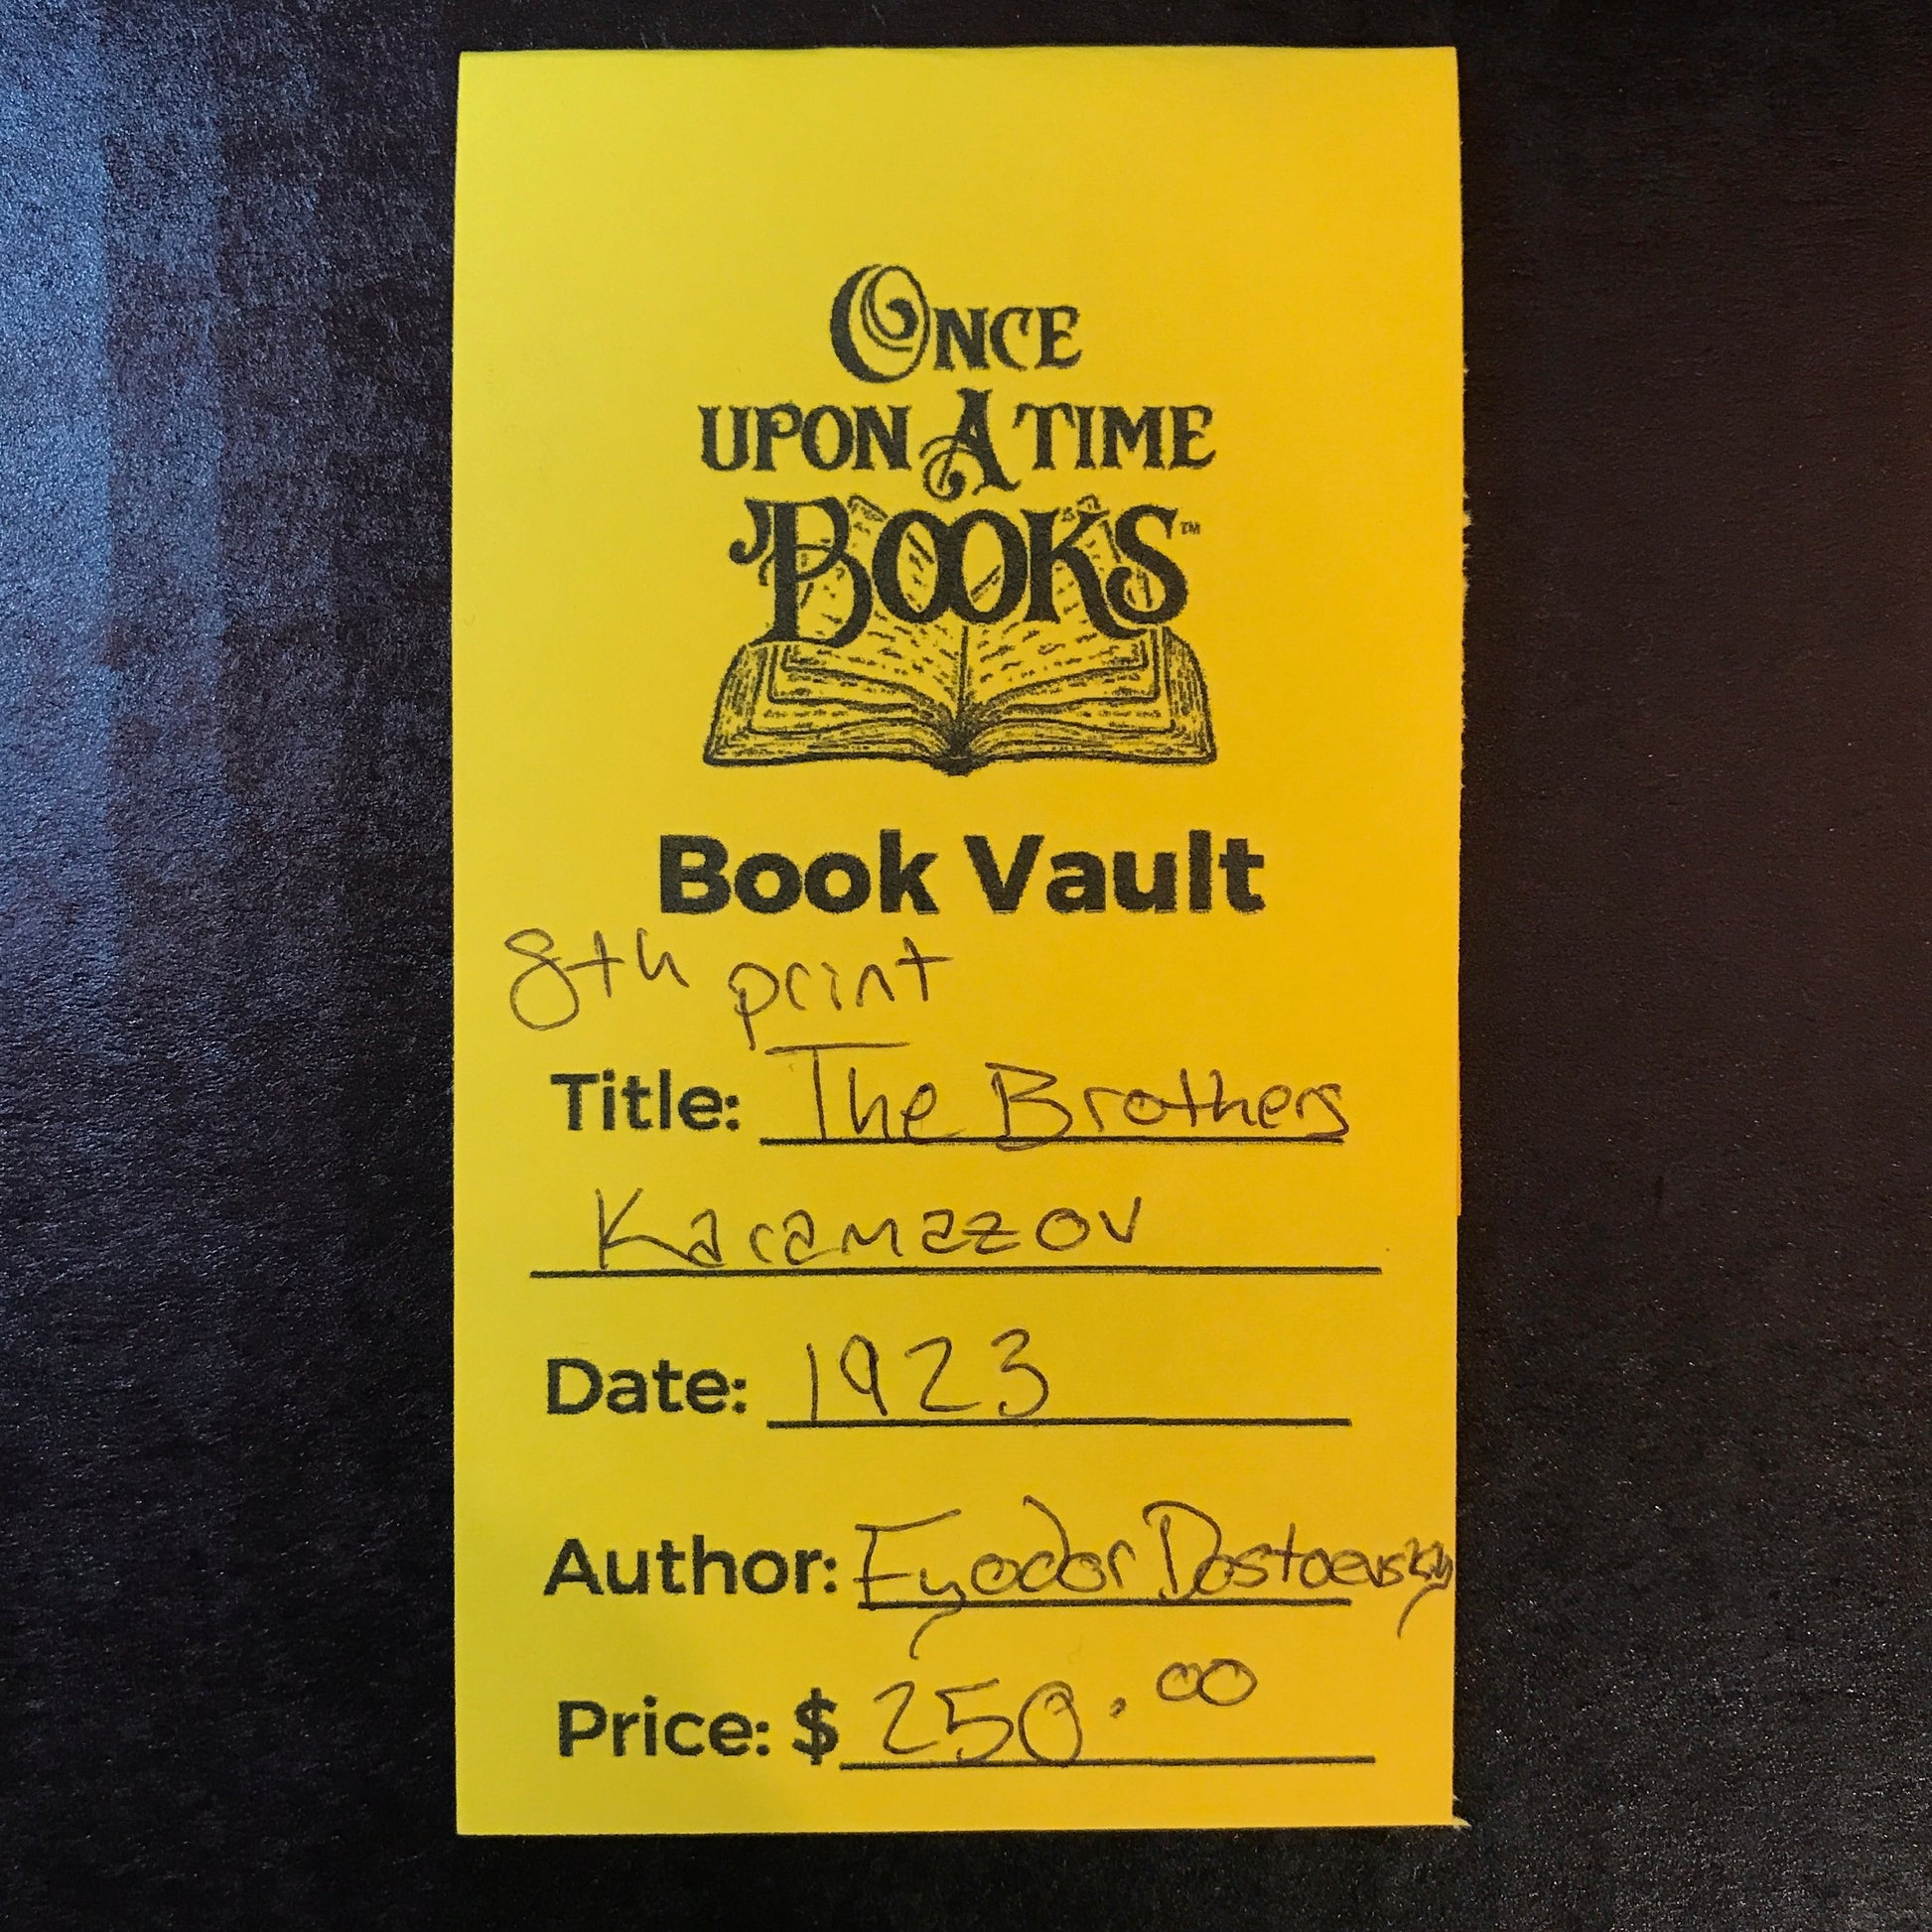 ONCE
UPON A TIME
BOOKS™
Book Vault
8th print
Title: The Brothers
Karamazov
Date: 1923
Author: Fyodor Dostoevsky
Price: $ 250.00